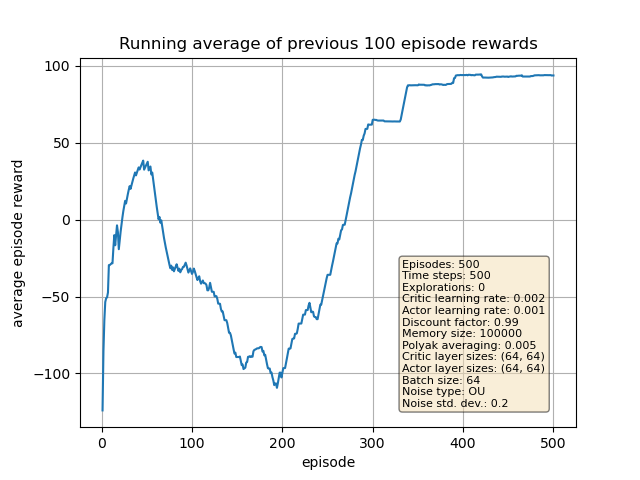 Running average of previous 100 episode rewards
100
50
0
−50
−100
average episode reward
0
100
200
300
400
500
episode
Episodes: 500
Time steps: 500
Explorations: 0
Critic learning rate: 0.002
Actor learning rate: 0.001
Discount factor: 0.99
Memory size: 100000
Polyak averaging: 0.005
Critic layer sizes: (64, 64)
Actor layer sizes: (64, 64)
Batch size: 64
Noise type: OU
Noise std. dev.: 0.2